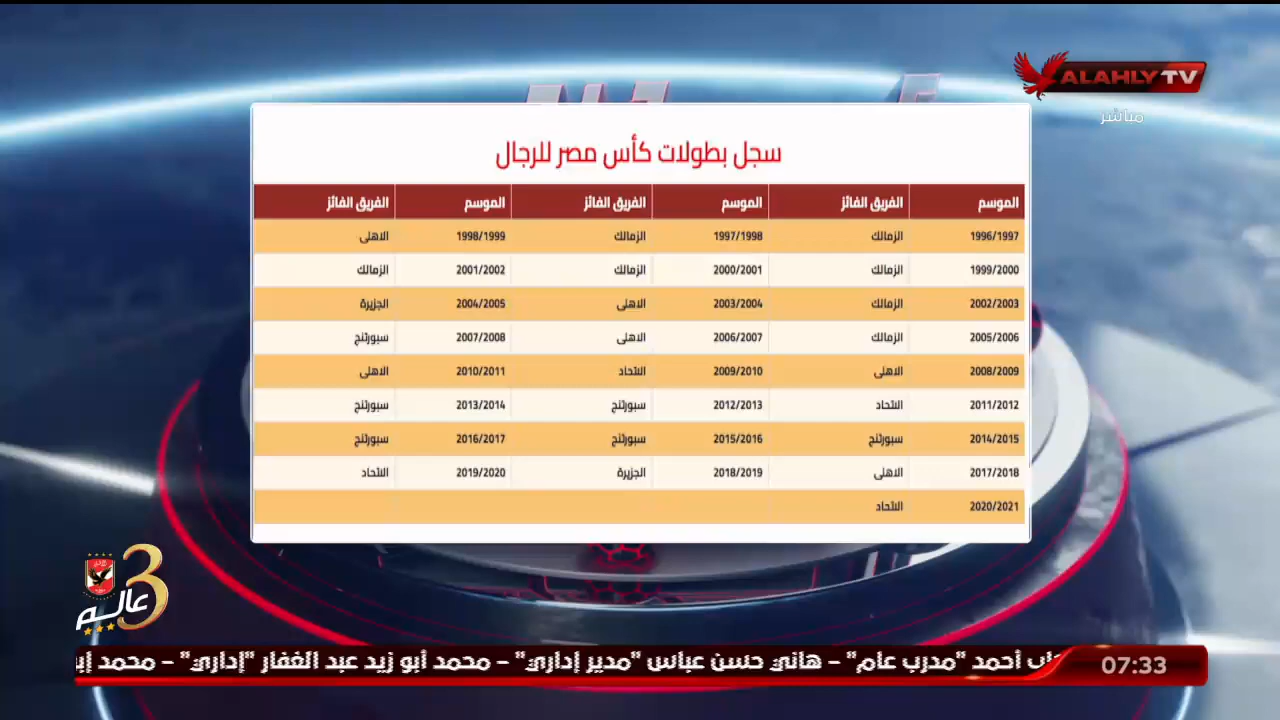 ALAHLY TV
مباشر
سجل بطولات كأس مصر للرجال
الموسم الفريق الفائز الموسم الفريق الفائز الموسم الفريق الفائز
1996/1997 الزمالك 1997/1998 الزمالك 1998/1999 الاهلى
1999/2000 الزمالك 2000/2001 الزمالك 2001/2002 الزمالك
2002/2003 الزمالك 2003/2004 الاهلى 2004/2005 الجزيرة
2005/2006 الزمالك 2006/2007 الاهلى 2007/2008 سبورتنج
2008/2009 الاهلى 2009/2010 الاتحاد 2010/2011 الاهلى
2011/2012 الاتحاد 2012/2013 سبورتنج 2013/2014 سبورتنج
2014/2015 سبورتنج 2015/2016 سبورتنج 2016/2017 سبورتنج
2017/2018 الاهلى 2018/2019 الجزيرة 2019/2020 الاتحاد
2020/2021 الاتحاد
3 عالم
07:33 أحمد "مدرب عام" – هاني حسن عباس "مدير إداري" – محمد أبو زيد عبد الغفار "إداري" – محمد